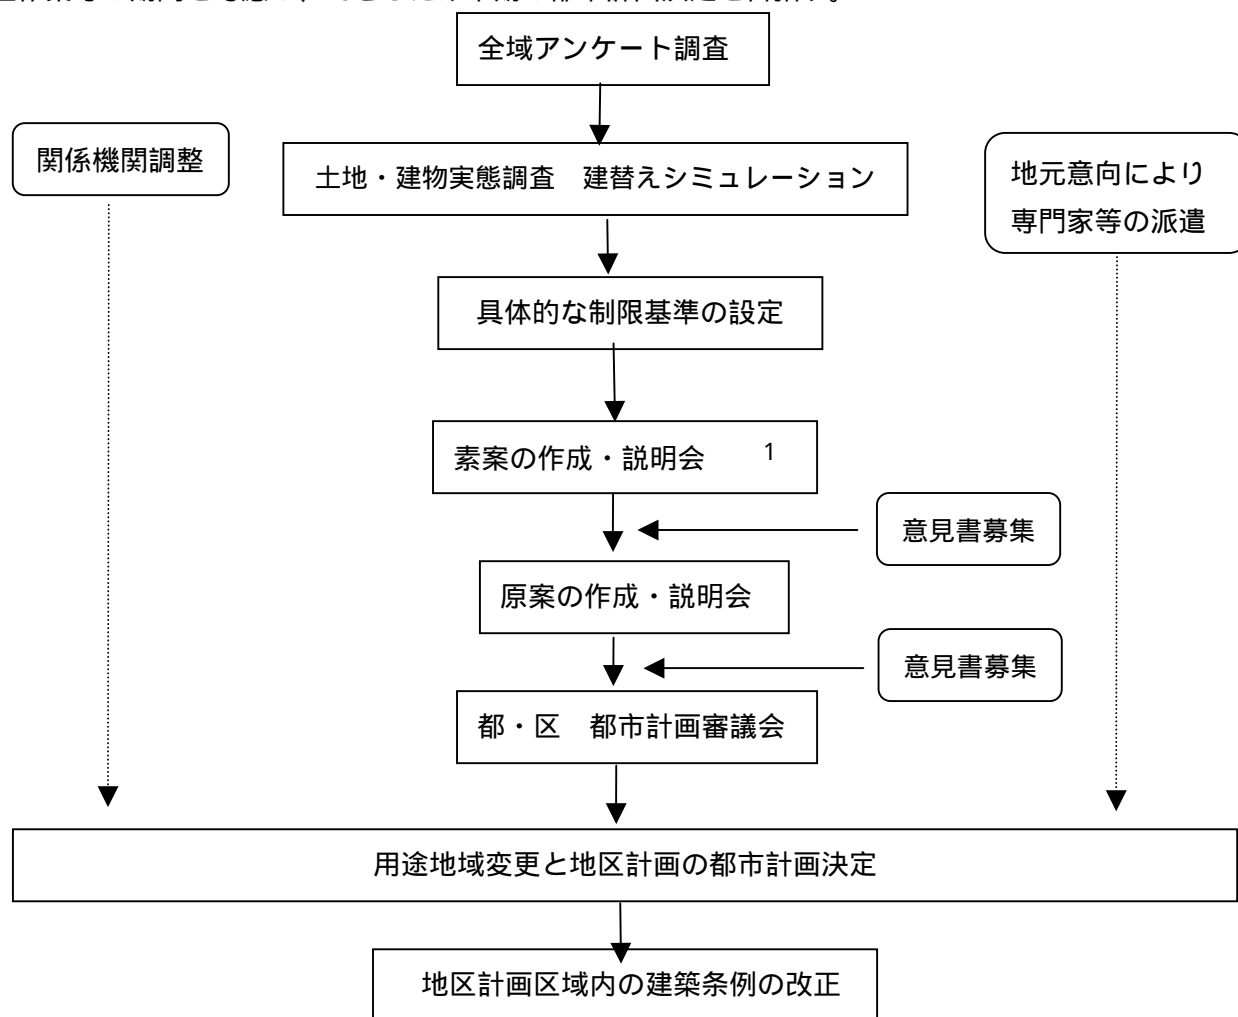 全域アンケート調査
関係機関調整
土地・建物実態調査　建替えシミュレーション
地元意向により
専門家等の派遣
具体的な制限基準の設定
素案の作成・説明会　　1
意見書募集
原案の作成・説明会
意見書募集
都・区　都市計画審議会
用途地域変更と地区計画の都市計画決定
地区計画区域内の建築条例の改正